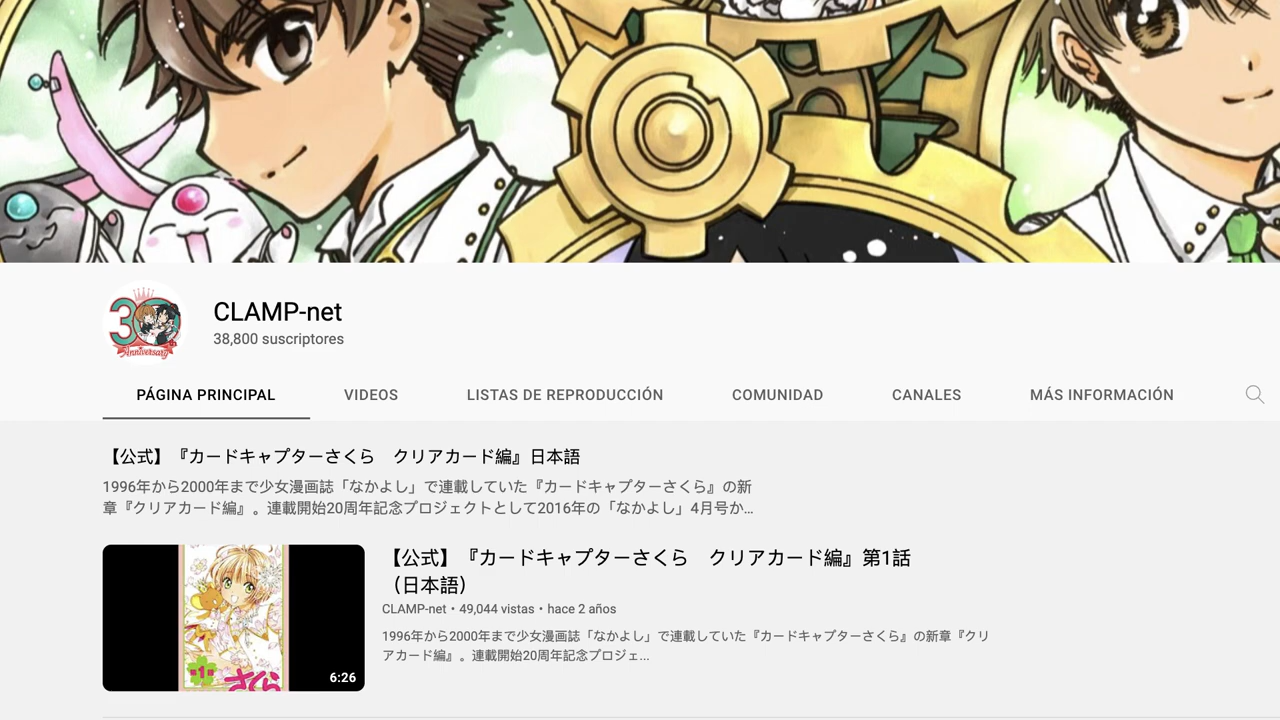 30
Anniversary
CLAMP-net
38,800 suscriptores
PÁGINA PRINCIPAL VIDEOS LISTAS DE REPRODUCCIÓN COMUNIDAD CANALES MÁS INFORMACIÓN
【公式】『カードキャプターさくら　クリアカード編』日本語
1996年から2000年まで少女漫画誌「なかよし」で連載していた『カードキャプターさくら』の新
章『クリアカード編』。連載開始20周年記念プロジェクトとして2016年の「なかよし」4月号か...
【公式】『カードキャプターさくら　クリアカード編』第1話
（日本語）
CLAMP-net • 49,044 vistas • hace 2 años
1996年から2000年まで少女漫画誌「なかよし」で連載していた『カードキャプターさくら』の新章『クリ
アカード編』。連載開始20周年記念プロジェ...
第1話
さくら
6:26